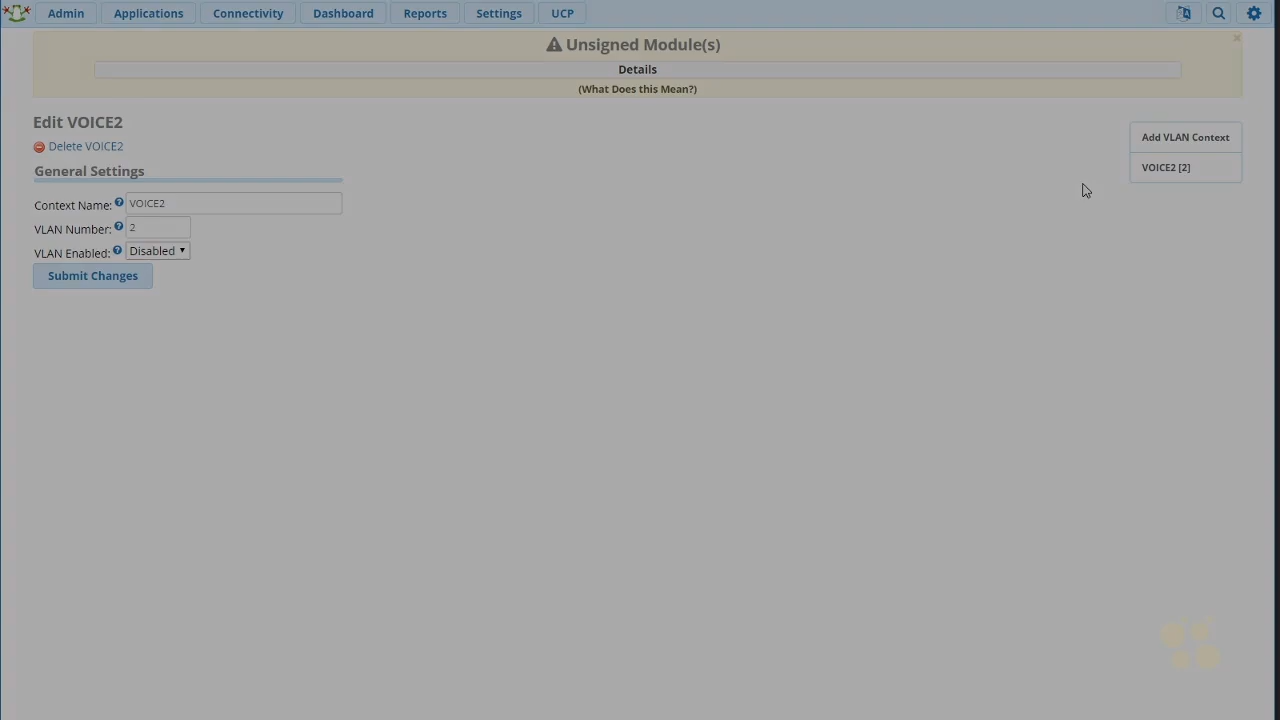 Admin Applications Connectivity Dashboard Reports Settings UCP
Unsigned Module(s)
×
Details
(What Does this Mean?)
Edit VOICE2
Delete VOICE2
General Settings
Context Name: VOICE2
VLAN Number: 2
VLAN Enabled: Disabled
Submit Changes
Add VLAN Context
VOICE2 [2]